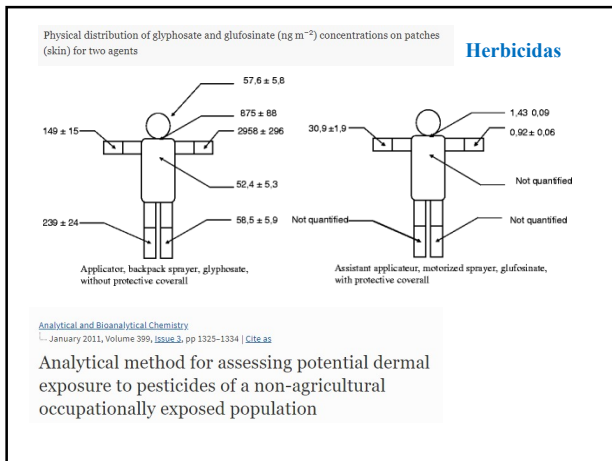 Physical distribution of glyphosate and glufosinate (ng m⁻²) concentrations on patches
(skin) for two agents
Herbicidas
57,6 ± 5,8
875 ± 88
149 ± 15
2958 ± 296
52,4 ± 5,3
239 ± 24
58,5 ± 5,9
Applicator, backpack sprayer, glyphosate,
without protective coverall
1,43 0,09
30,9 ±1,9
0,92± 0,06
Not quantified
Not quantified
Not quantified
Assistant applicateur, motorized sprayer, glufosinate,
with protective coverall
Analytical and Bioanalytical Chemistry
January 2011, Volume 399, Issue 3, pp 1325–1334 | Cite as
Analytical method for assessing potential dermal
exposure to pesticides of a non-agricultural
occupationally exposed population